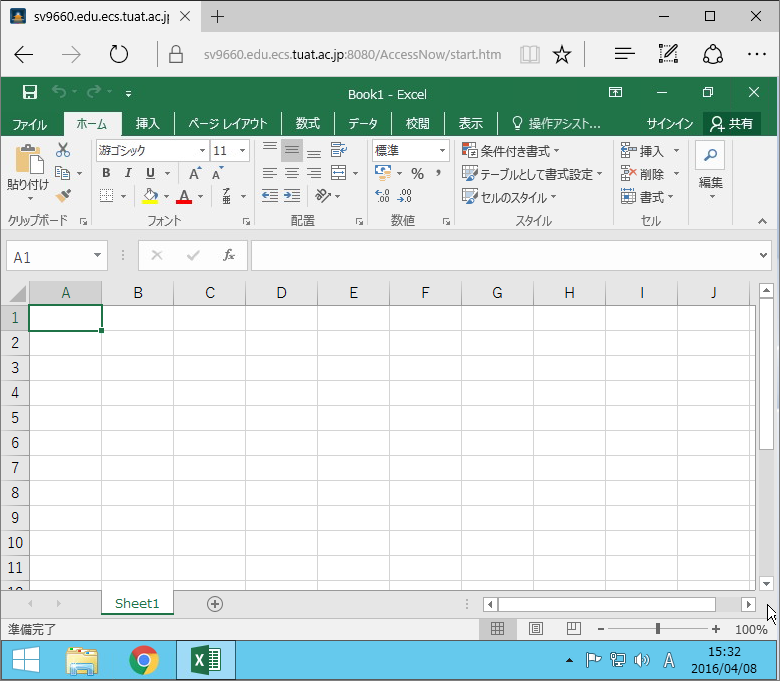 sv9660.edu.ecs.tuat.ac.j
sv9660.edu.ecs.tuat.ac.jp:8080/AccessNow/start.htm
Book1 - Excel
ファイル ホーム 挿入 ページ レイアウト 数式 データ 校閲 表示 操作アシスト... サインイン 共有
貼り付け
游ゴシック 11
B I U
A A
A 亜
標準
% ,
条件付き書式
テーブルとして書式設定
セルのスタイル
挿入
削除
書式
編集
クリップボード フォント 配置 数値 スタイル セル
A1 fx
A B C D E F G H I J
1
2
3
4
5
6
7
8
9
10
11
Sheet1
準備完了 100%
A 15:32
2016/04/08